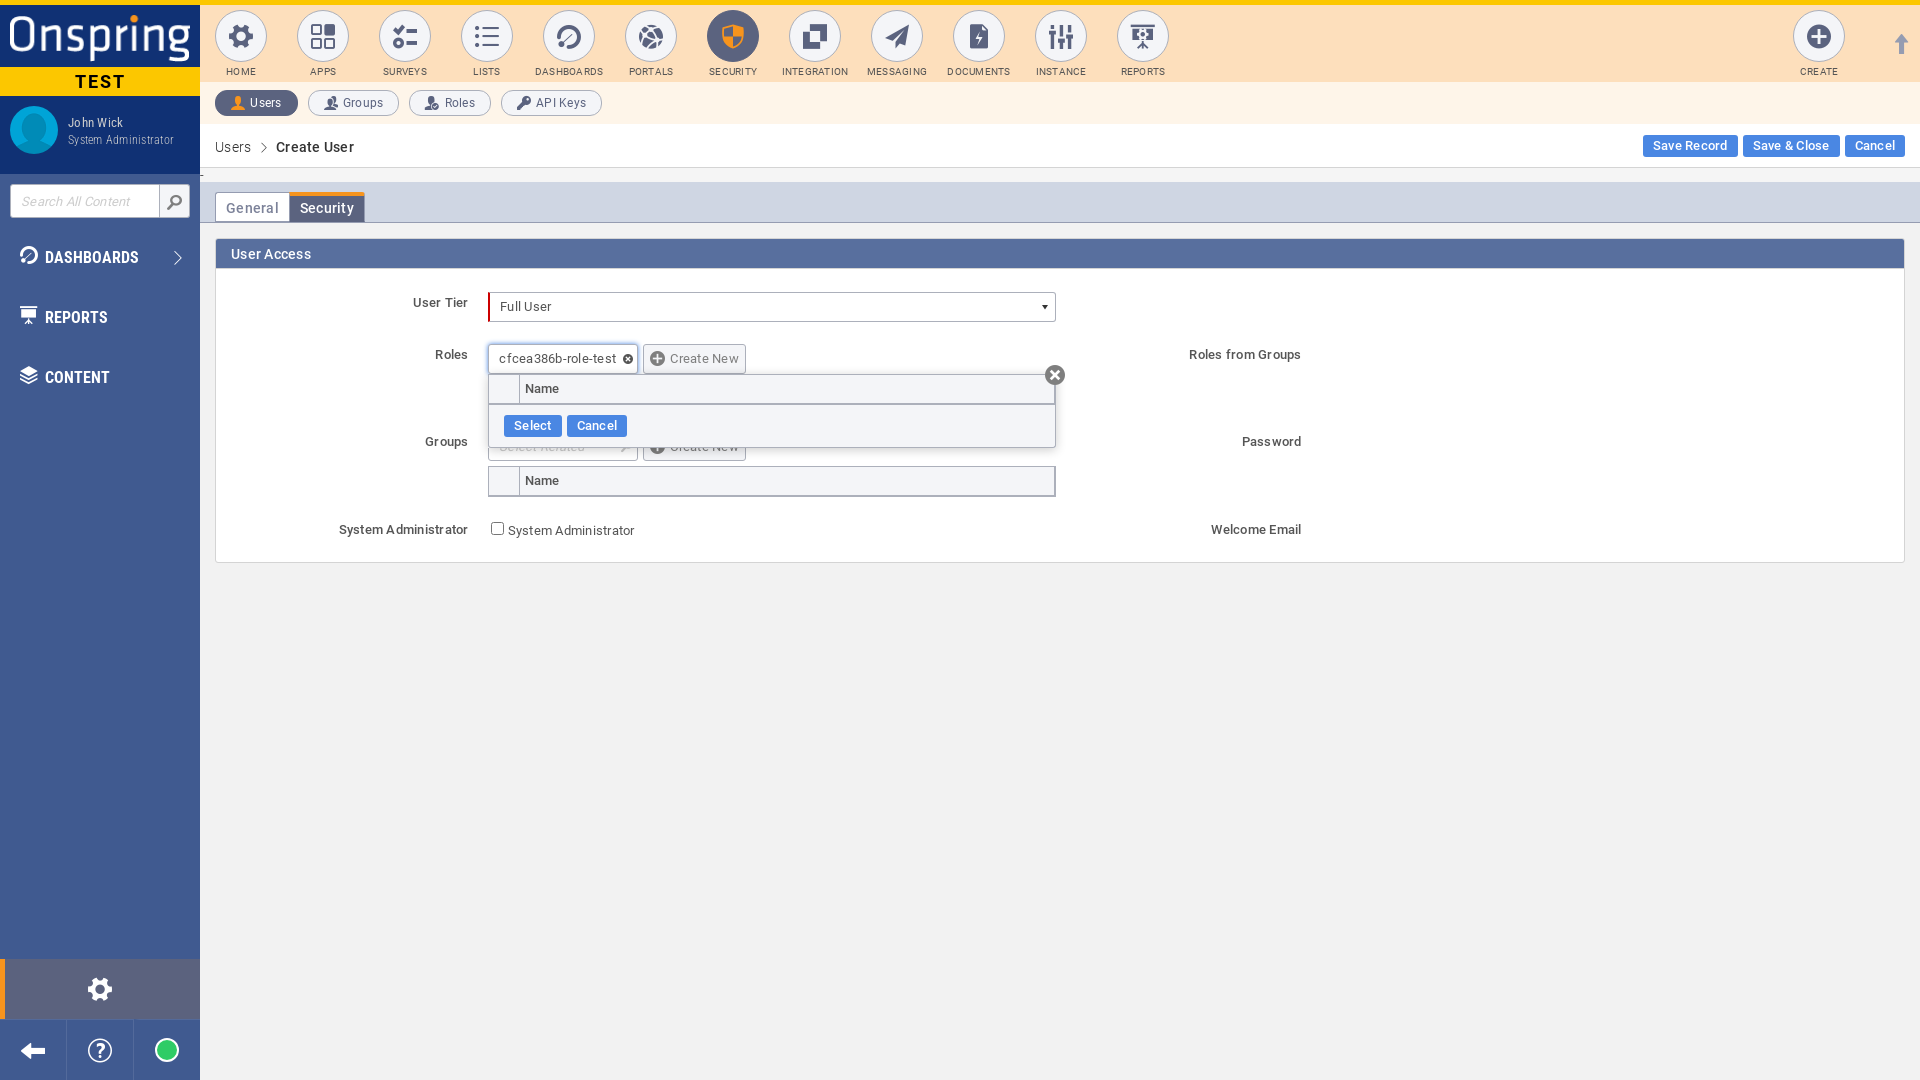 Onspring
TEST
John Wick
System Administrator
Search All Content
DASHBOARDS
REPORTS
CONTENT
HOME
APPS
SURVEYS
LISTS
DASHBOARDS
PORTALS
SECURITY
INTEGRATION
MESSAGING
DOCUMENTS
INSTANCE
REPORTS
CREATE
Users
Groups
Roles
API Keys
Users > Create User
Save Record
Save & Close
Cancel
General
Security
User Access
User Tier
Full User
Roles
cfcea386b-role-test
Create New
Roles from Groups
Name
Select
Cancel
Groups
Select Related
Create New
Password
Name
System Administrator
System Administrator
Welcome Email